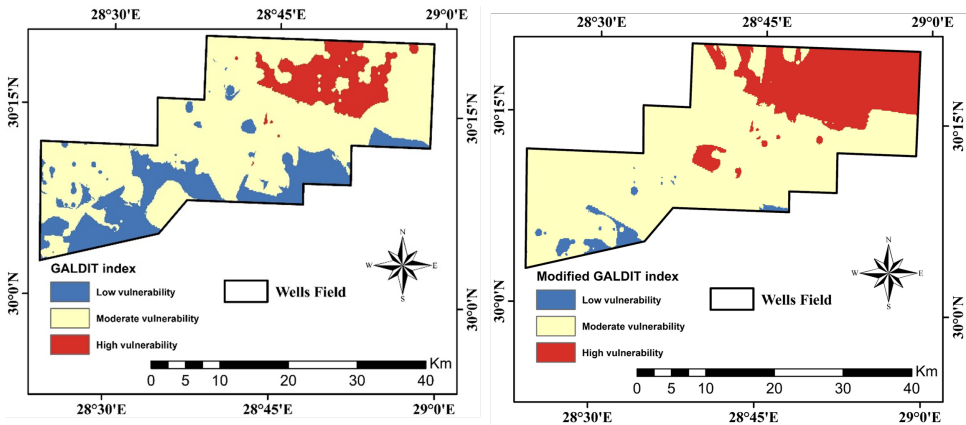 28°30'E 28°45'E 29°0'E
30°15'N 30°15'N
30°0'N 30°0'N
N
W E
S
GALDIT index
Low vulnerability
Moderate vulnerability
High vulnerability
Wells Field
Km
0 5 10 20 30 40
28°30'E 28°45'E 29°0'E
28°30'E 28°45'E 29°0'E
30°15'N 30°15'N
30°0'N 30°0'N
N
W E
S
Modified GALDIT index
Low vulnerability
Moderate vulnerability
High vulnerability
Wells Field
Km
0 5 10 20 30 40
28°30'E 28°45'E 29°0'E